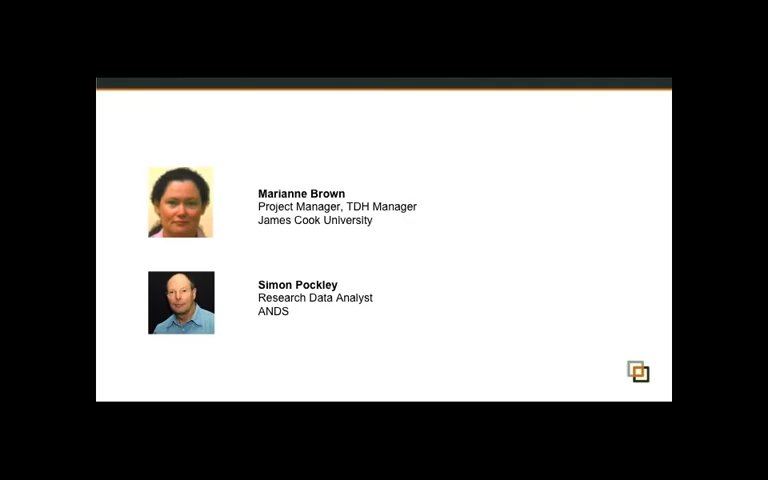 Marianne Brown
Project Manager, TDH Manager
James Cook University
Simon Pockley
Research Data Analyst
ANDS